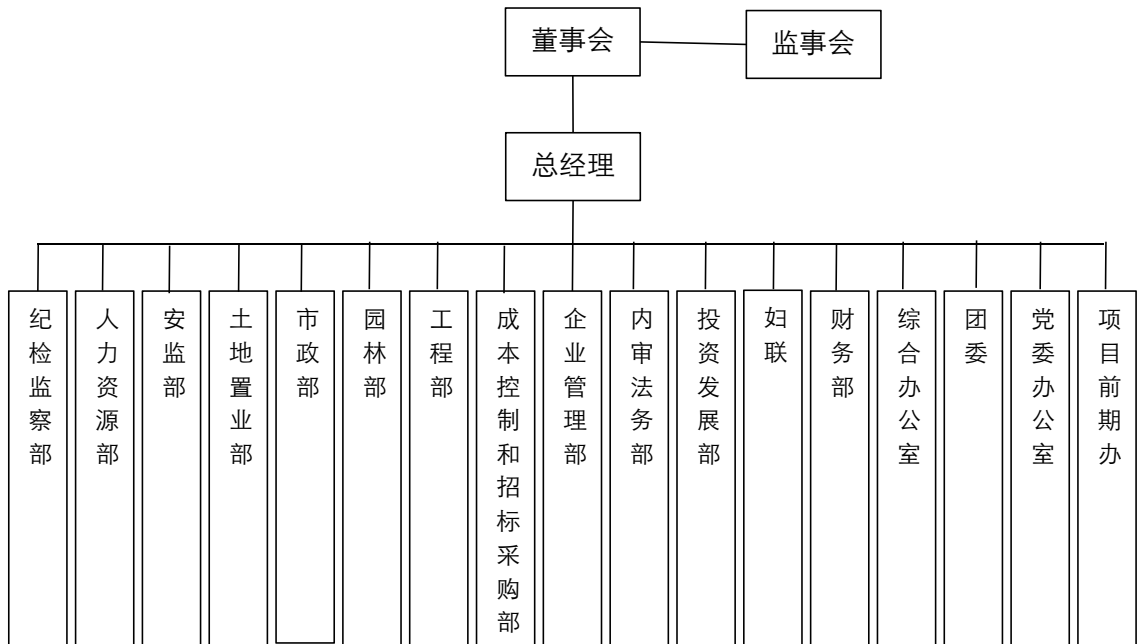 董事会
监事会
总经理
纪检监察部
人力资源部
安监部
土地置业部
市政部
园林部
工程部
成本控制和招标采购部
企业管理部
内审法务部
投资发展部
妇联
财务部
综合办公室
团委
党委办公室
项目前期办